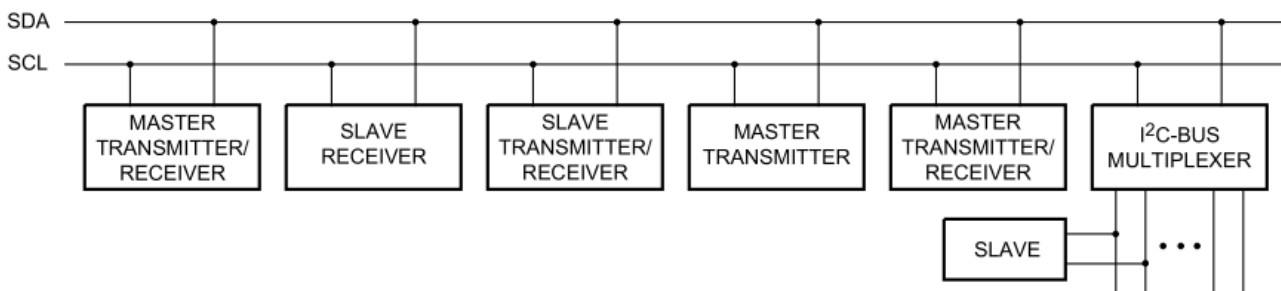 SDA
SCL
MASTER
TRANSMITTER/
RECEIVER
SLAVE
RECEIVER
SLAVE
TRANSMITTER/
RECEIVER
MASTER
TRANSMITTER
MASTER
TRANSMITTER/
RECEIVER
I²C-BUS
MULTIPLEXER
SLAVE